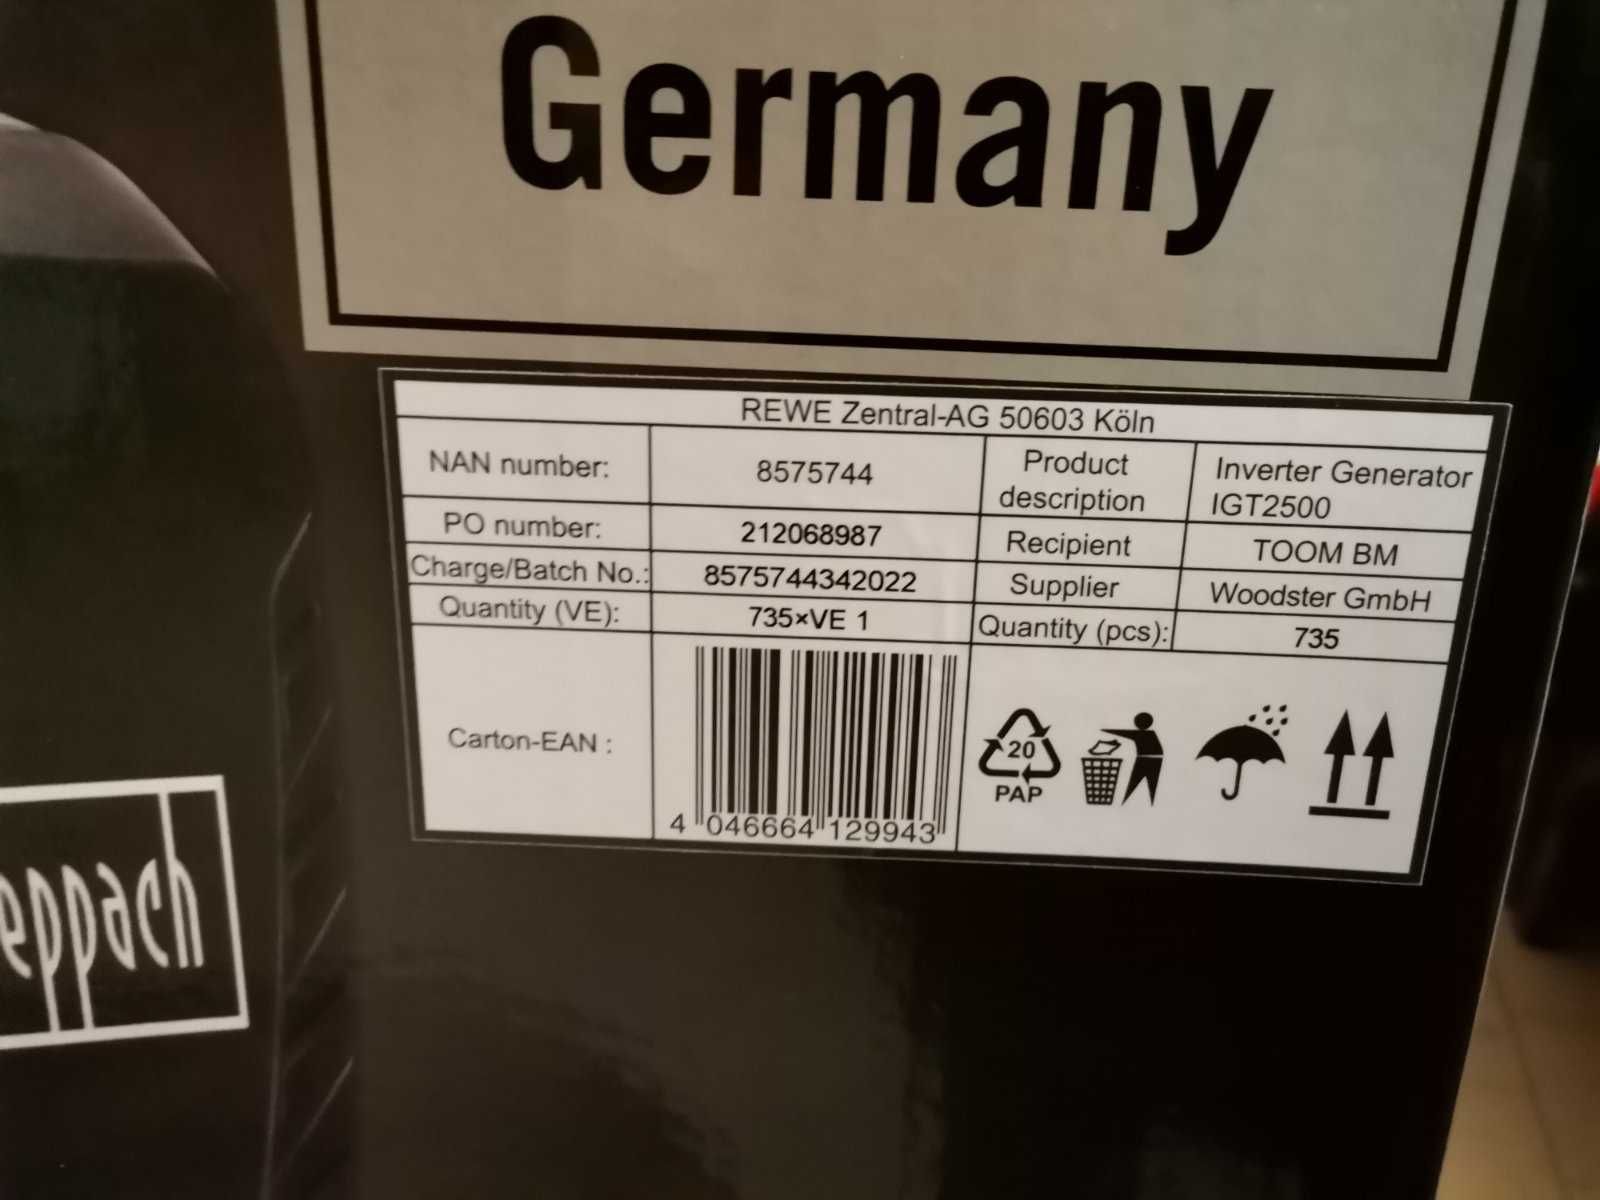 Germany
REWE Zentral-AG 50603 Köln
NAN number: 8575744 Product description Inverter Generator IGT2500
PO number: 212068987 Recipient TOOM BM
Charge/Batch No.: 8575744342022 Supplier Woodster GmbH
Quantity (VE): 735×VE 1 Quantity (pcs): 735
Carton-EAN :
4 046664 129943
20
PAP
eppach